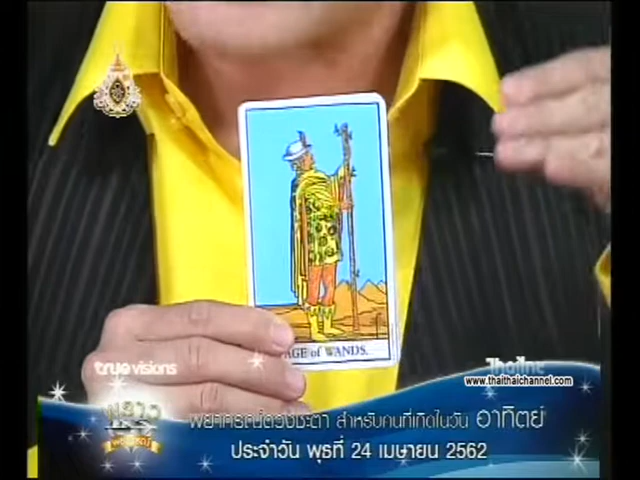 AGE of WANDS.
true visions
ThaiThai
www.thaithaichannel.com
พยากรณ์ดวงชะตา สำหรับคนที่เกิดในวัน อาทิตย์
ประจำวัน พุธที่ 24 เมษายน 2562